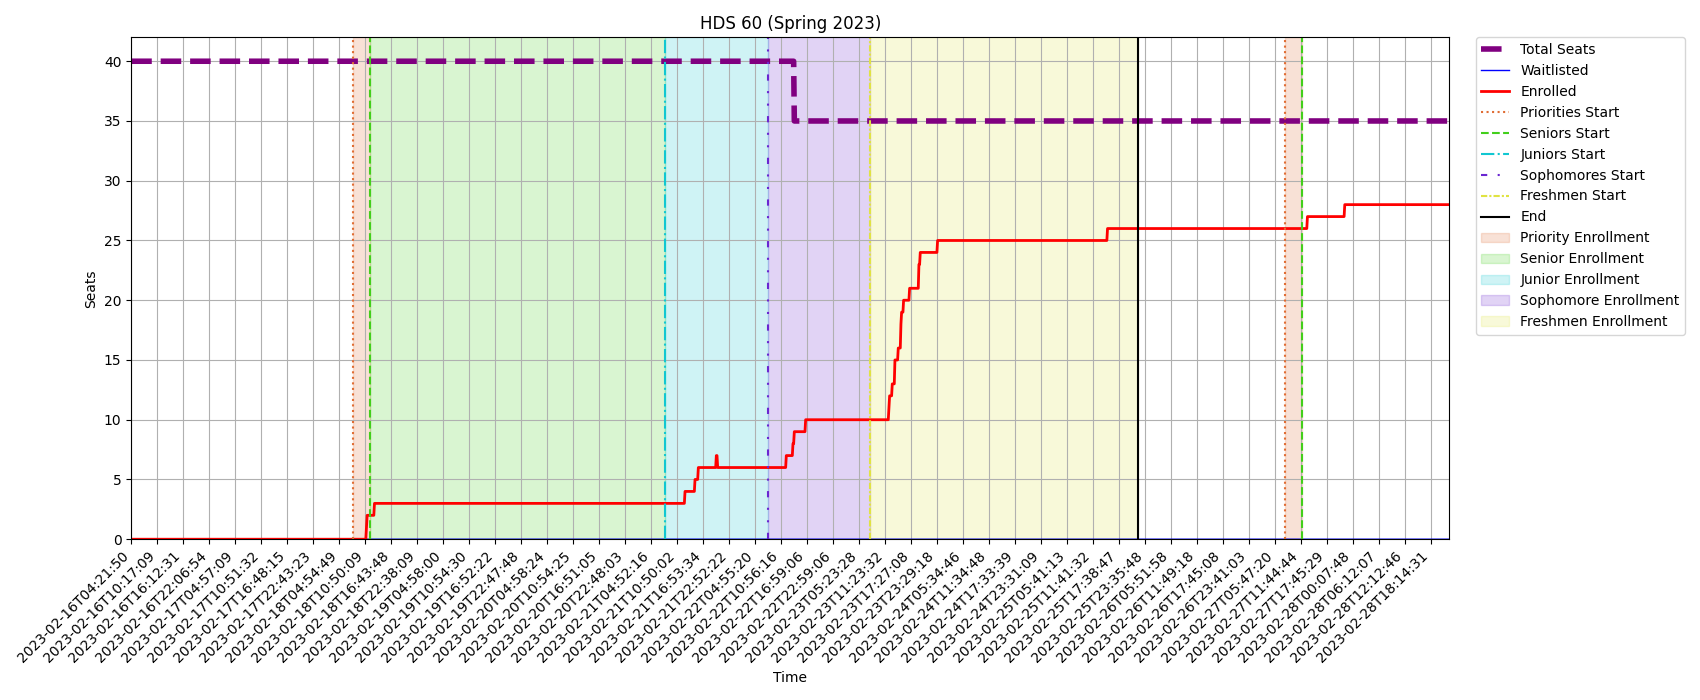 HDS 60 (Spring 2023)
Seats
40
35
30
25
20
15
10
5
0
2023-02-16T04:21:50
2023-02-16T10:17:09
2023-02-16T16:12:31
2023-02-16T22:06:54
2023-02-17T04:57:09
2023-02-17T10:51:32
2023-02-17T16:48:15
2023-02-17T22:43:23
2023-02-18T04:54:49
2023-02-18T10:50:09
2023-02-18T16:43:48
2023-02-18T22:38:09
2023-02-19T04:58:00
2023-02-19T10:54:30
2023-02-19T16:52:22
2023-02-19T22:47:48
2023-02-20T04:58:24
2023-02-20T10:54:25
2023-02-20T16:51:05
2023-02-20T22:48:03
2023-02-21T04:52:16
2023-02-21T10:50:02
2023-02-21T16:53:34
2023-02-21T22:52:22
2023-02-22T04:55:20
2023-02-22T10:56:16
2023-02-22T16:59:06
2023-02-22T22:59:06
2023-02-23T05:23:28
2023-02-23T11:23:32
2023-02-23T17:27:08
2023-02-23T23:29:18
2023-02-24T05:34:46
2023-02-24T11:34:48
2023-02-24T17:33:39
2023-02-24T23:31:09
2023-02-25T05:41:13
2023-02-25T11:41:32
2023-02-25T17:38:47
2023-02-25T23:35:48
2023-02-26T05:51:58
2023-02-26T11:49:18
2023-02-26T17:45:08
2023-02-26T23:41:03
2023-02-27T05:47:20
2023-02-27T11:44:44
2023-02-27T17:45:29
2023-02-28T00:07:48
2023-02-28T06:12:07
2023-02-28T12:12:46
2023-02-28T18:14:31
Time
Total Seats
Waitlisted
Enrolled
Priorities Start
Seniors Start
Juniors Start
Sophomores Start
Freshmen Start
End
Priority Enrollment
Senior Enrollment
Junior Enrollment
Sophomore Enrollment
Freshmen Enrollment